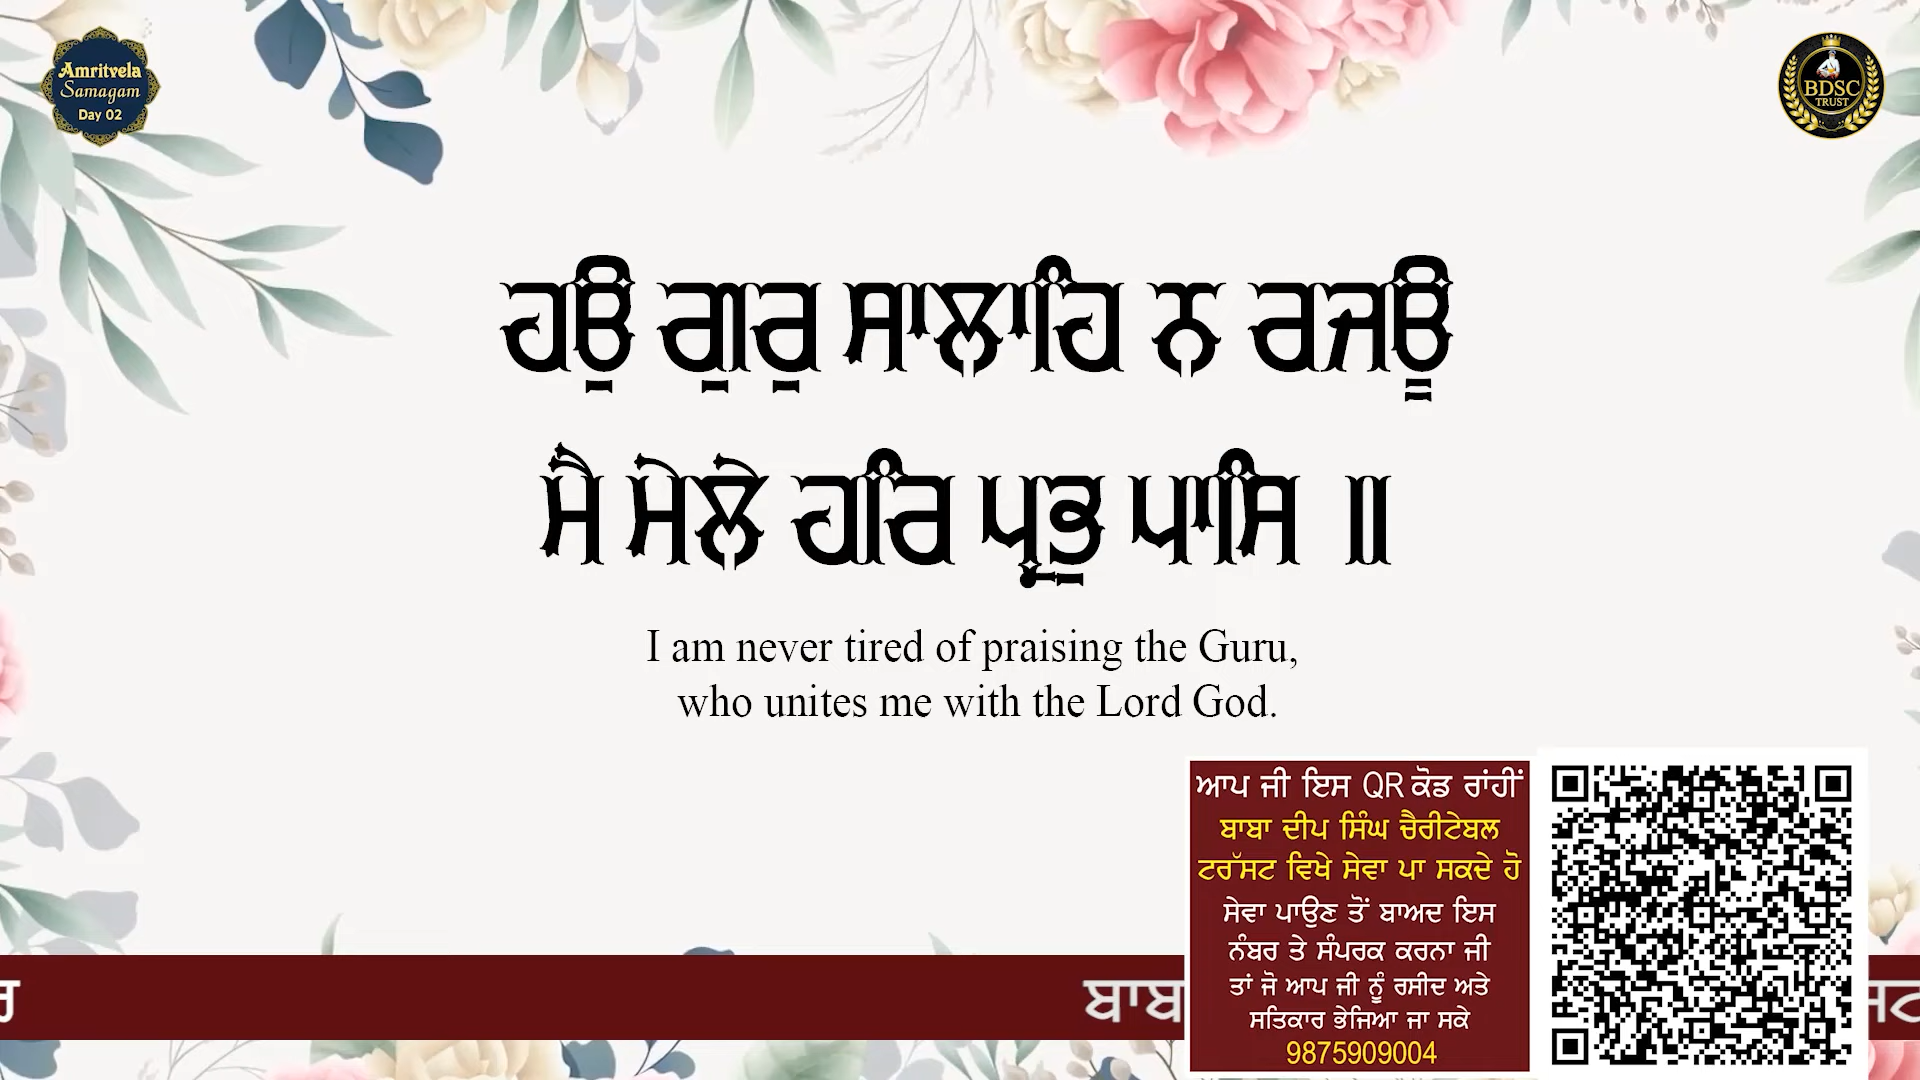 Amritvela
Samagam
Day 02
BDSC
TRUST
ਹਉ ਗੁਰੁ ਸਾਲਾਹਿ ਨ ਰਜਊ
ਮੈ ਮੇਲੇ ਹਰਿ ਪ੍ਰਭੁ ਪਾਸਿ ॥
I am never tired of praising the Guru,
who unites me with the Lord God.
ਆਪ ਜੀ ਇਸ QR ਕੋਡ ਰਾਂਹੀਂ
ਬਾਬਾ ਦੀਪ ਸਿੰਘ ਚੈਰੀਟੇਬਲ
ਟਰੱਸਟ ਵਿਖੇ ਸੇਵਾ ਪਾ ਸਕਦੇ ਹੋ
ਸੇਵਾ ਪਾਉਣ ਤੋਂ ਬਾਅਦ ਇਸ
ਨੰਬਰ ਤੇ ਸੰਪਰਕ ਕਰਨਾ ਜੀ
ਤਾਂ ਜੋ ਆਪ ਜੀ ਨੂੰ ਰਸੀਦ ਅਤੇ
ਸਤਿਕਾਰ ਭੇਜਿਆ ਜਾ ਸਕੇ
9875909004